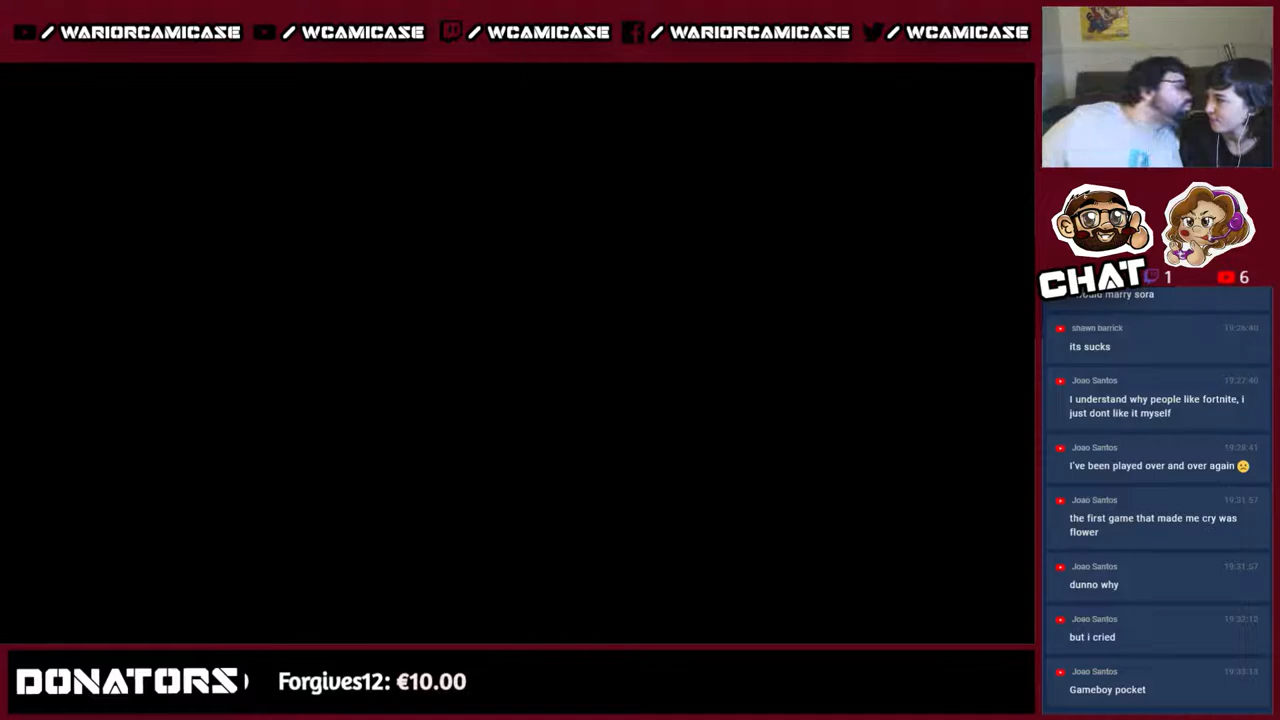 / WARIORCAMICASE / WCAMICASE / WCAMICASE / WARIORCAMICASE / WCAMICASE
CHAT 1 6
would marry sora
shawn barrick 19:26:40
its sucks
Joao Santos 19:27:40
I understand why people like fortnite, i
just dont like it myself
Joao Santos 19:28:41
I've been played over and over again
Joao Santos 19:31:57
the first game that made me cry was
flower
Joao Santos 19:31:57
dunno why
Joao Santos 19:32:12
but i cried
Joao Santos 19:33:13
Gameboy pocket
DONATORS Forgives12: €10.00